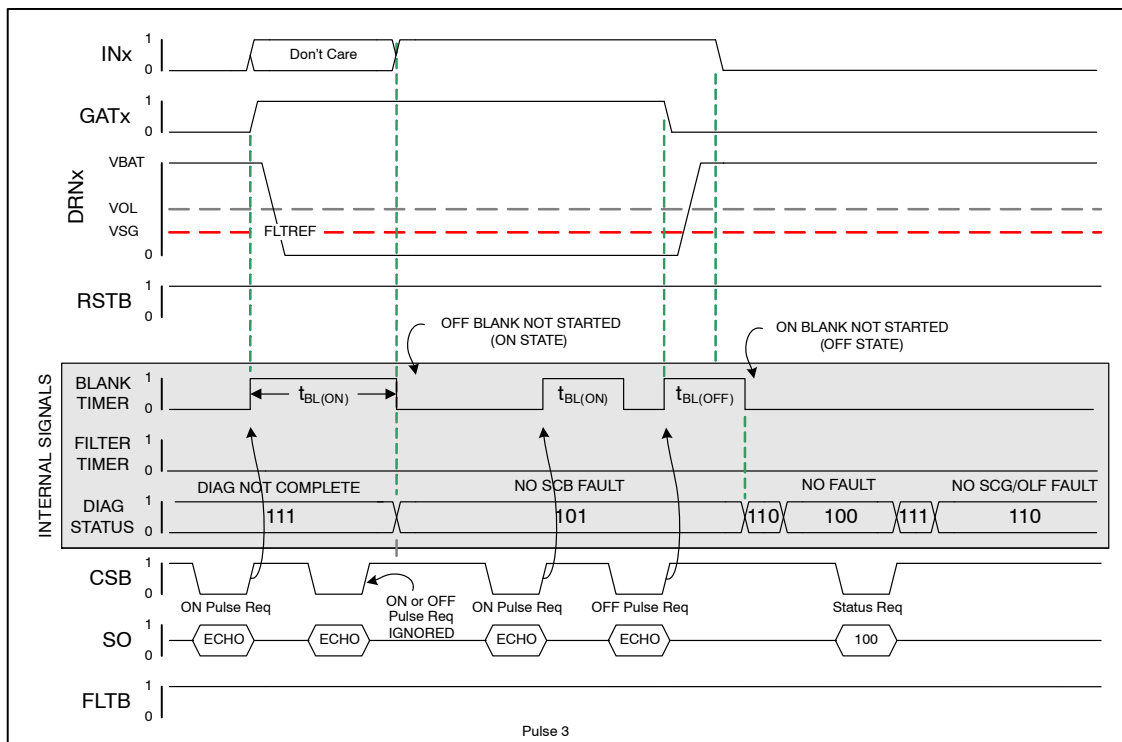 INx
1
0
Don't Care
GATx
1
0
DRNx
VBAT
VOL
VSG
FLTREF
RSTB
1
0
OFF BLANK NOT STARTED
(ON STATE)
ON BLANK NOT STARTED
(OFF STATE)
INTERNAL SIGNALS
BLANK
TIMER
1
0
tBL(ON)
tBL(ON)
tBL(OFF)
FILTER
TIMER
1
0
DIAG NOT COMPLETE
NO SCB FAULT
NO FAULT
NO SCG/OLF FAULT
DIAG
STATUS
1
0
111
101
110
100
111
110
CSB
1
0
ON Pulse Req
ON or OFF
Pulse Req
IGNORED
ON Pulse Req
OFF Pulse Req
Status Req
SO
1
0
ECHO
ECHO
ECHO
ECHO
100
FLTB
1
0
Pulse 3